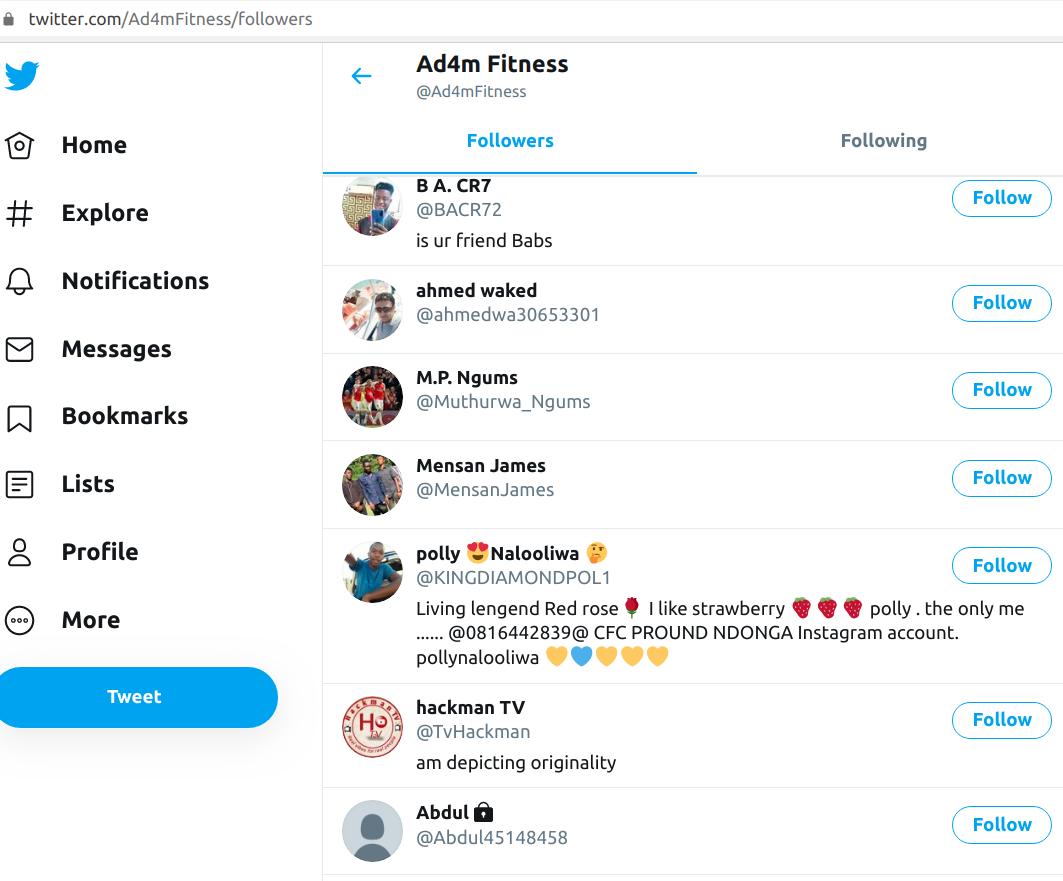 twitter.com/Ad4mFitness/followers
Ad4m Fitness
@Ad4mFitness
Followers
Following
Home
Explore
Notifications
Messages
Bookmarks
Lists
Profile
More
Tweet
B A. CR7
@BACR72
is ur friend Babs
Follow
ahmed waked
@ahmedwa30653301
Follow
M.P. Ngums
@Muthurwa_Ngums
Follow
Mensan James
@MensanJames
Follow
polly 😍Nalooliwa 🤔
@KINGDIAMONDPOL1
Living lengend Red rose🌹 I like strawberry 🍓🍓🍓 polly . the only me
...... @0816442839@ CFC PROUND NDONGA Instagram account.
pollynalooliwa 💛💙💛💛💛
Follow
hackman TV
@TvHackman
am depicting originality
Follow
Abdul 🔒
@Abdul45148458
Follow